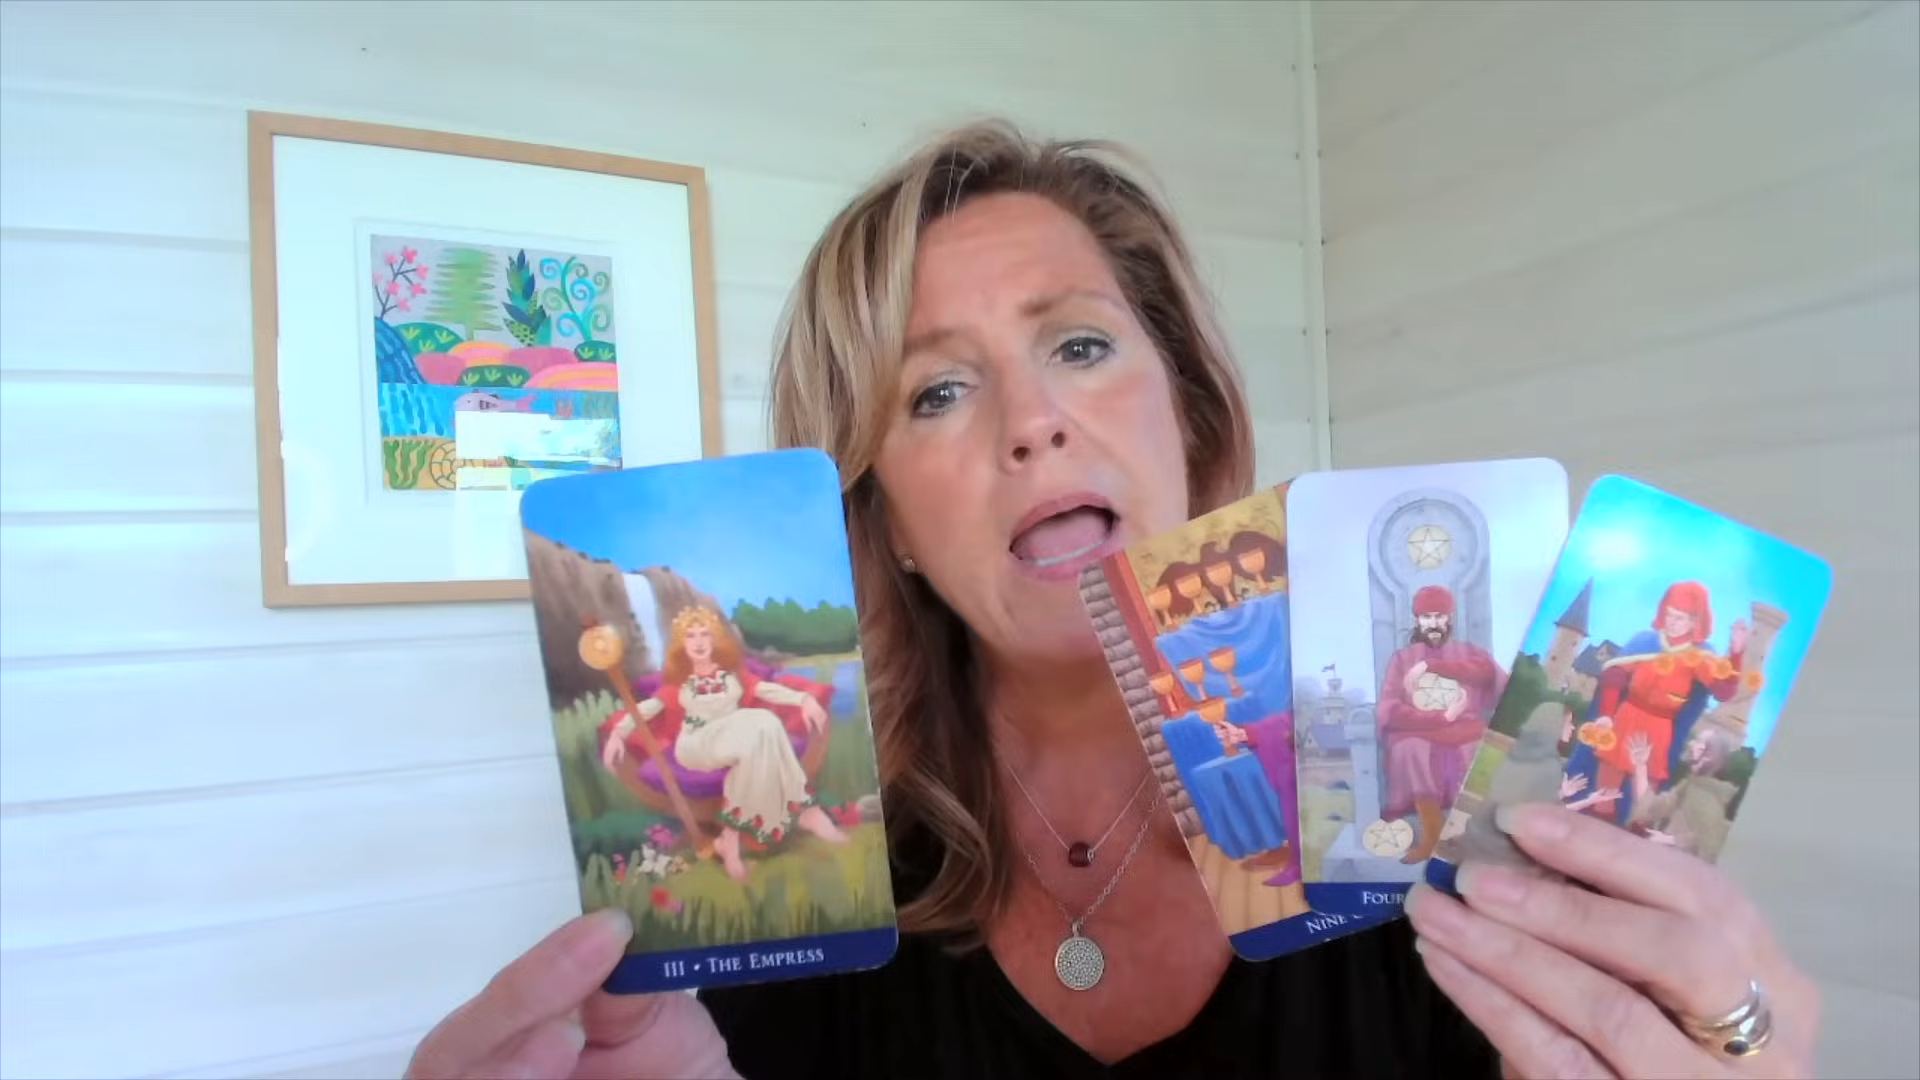 III • THE EMPRESS
NINE
FOUR